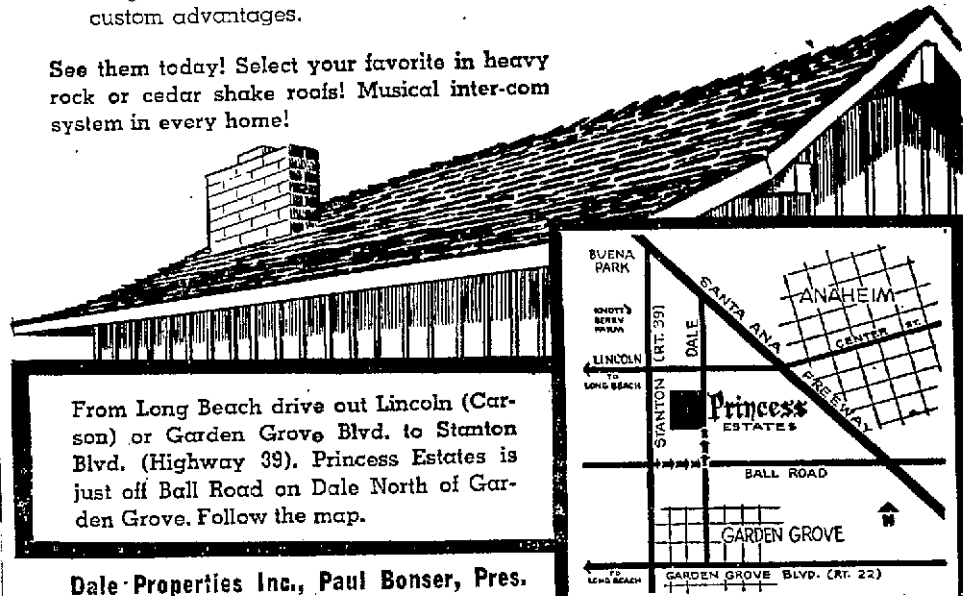 custom advantages.
See them today! Select your favorite in heavy
rock or cedar shake roofs! Musical inter-com
system in every home!
From Long Beach drive out Lincoln (Car-
son) or Garden Grove Blvd. to Stanton
Blvd. (Highway 39). Princess Estates is
just off Ball Road on Dale North of Gar-
den Grove. Follow the map.
Dale Properties Inc., Paul Bonser, Pres.
BUENA
PARK
KNOTT'S
BERRY
FARM
LINCOLN
TO
LONG BEACH
STANTON (RT. 39)
DALE
SANTA ANA FREEWAY
ANAHEIM
CENTER ST.
Princess
ESTATES
BALL ROAD
N
GARDEN GROVE
TO
LONG BEACH
GARDEN GROVE BLVD. (RT. 22)